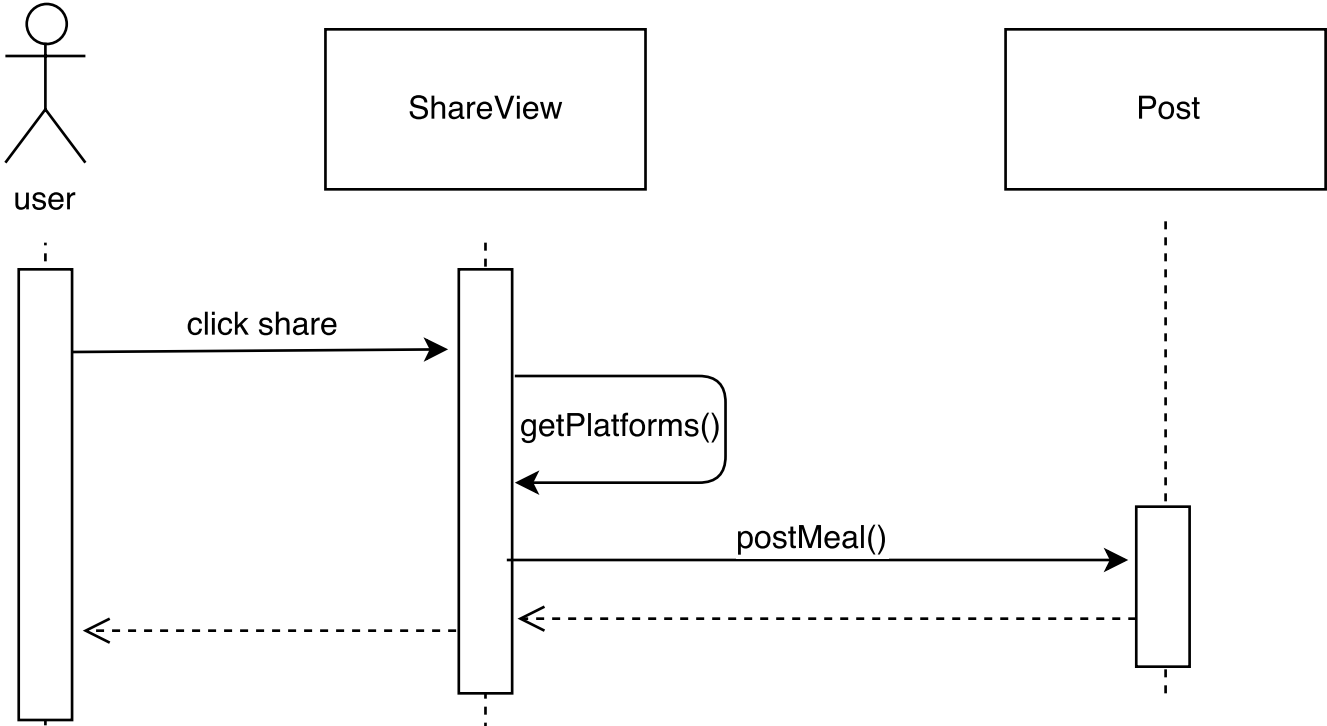 ShareView
Post
user
click share
getPlatforms()
postMeal()